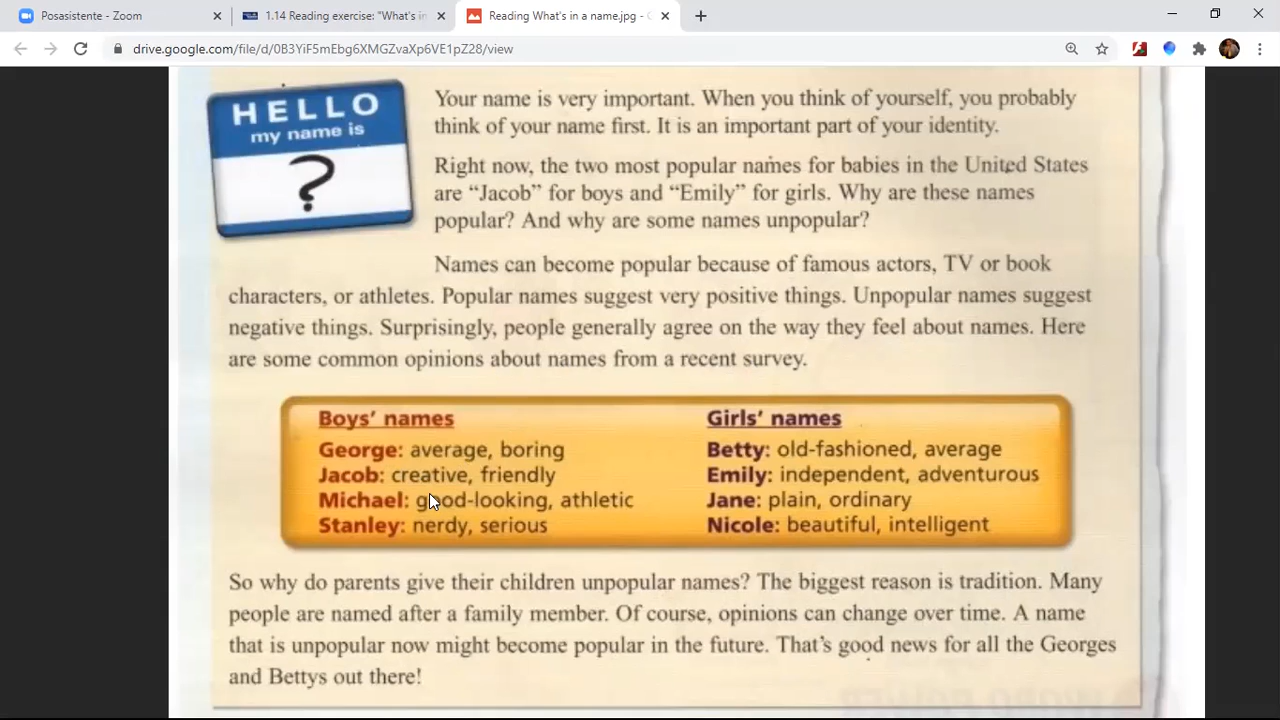 Posasistente - Zoom
1.14 Reading exercise: "What's in
Reading What's in a name.jpg - G
drive.google.com/file/d/0B3YiF5mEbg6XMGZvaXp6VE1pZ28/view
HELLO
my name is
?
Your name is very important. When you think of yourself, you probably
think of your name first. It is an important part of your identity.
Right now, the two most popular names for babies in the United States
are “Jacob” for boys and “Emily” for girls. Why are these names
popular? And why are some names unpopular?
Names can become popular because of famous actors, TV or book
characters, or athletes. Popular names suggest very positive things. Unpopular names suggest
negative things. Surprisingly, people generally agree on the way they feel about names. Here
are some common opinions about names from a recent survey.
Boys’ names
George: average, boring
Jacob: creative, friendly
Michael: good-looking, athletic
Stanley: nerdy, serious
Girls’ names
Betty: old-fashioned, average
Emily: independent, adventurous
Jane: plain, ordinary
Nicole: beautiful, intelligent
So why do parents give their children unpopular names? The biggest reason is tradition. Many
people are named after a family member. Of course, opinions can change over time. A name
that is unpopular now might become popular in the future. That’s good news for all the Georges
and Bettys out there!